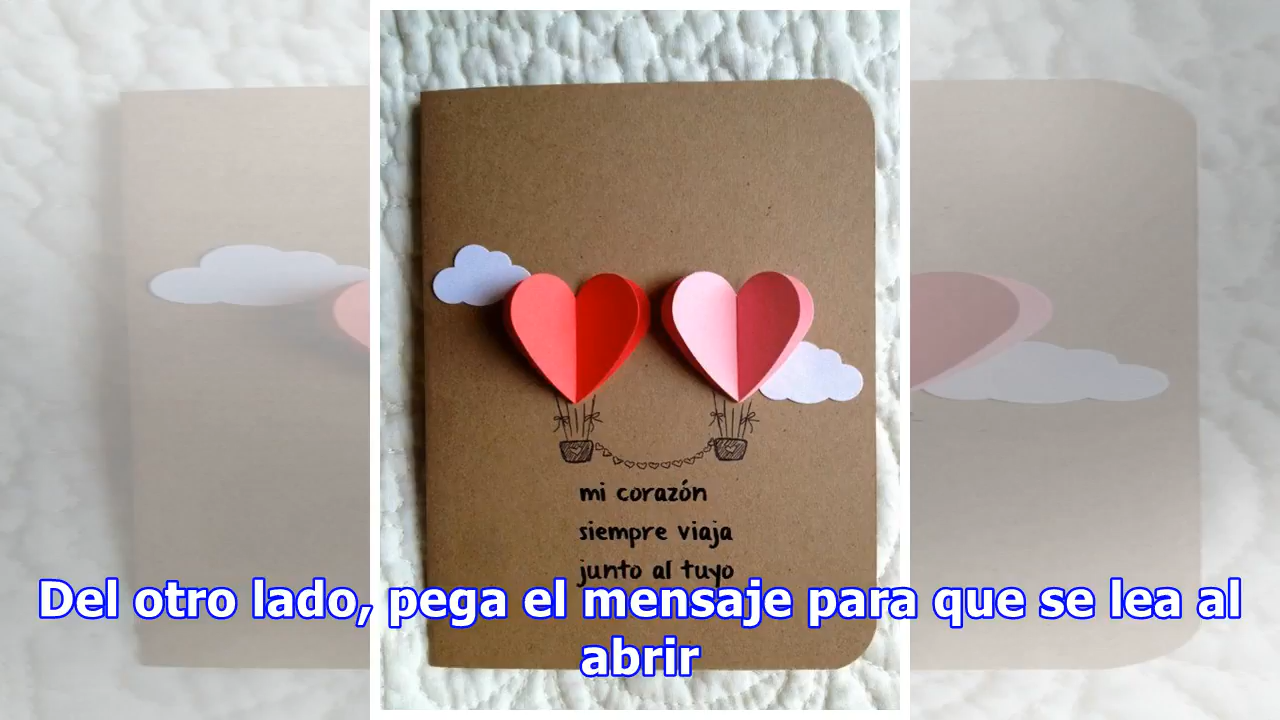 mi corazón
siempre viaja
junto al tuyo
Del otro lado, pega el mensaje para que se lea al
abrir